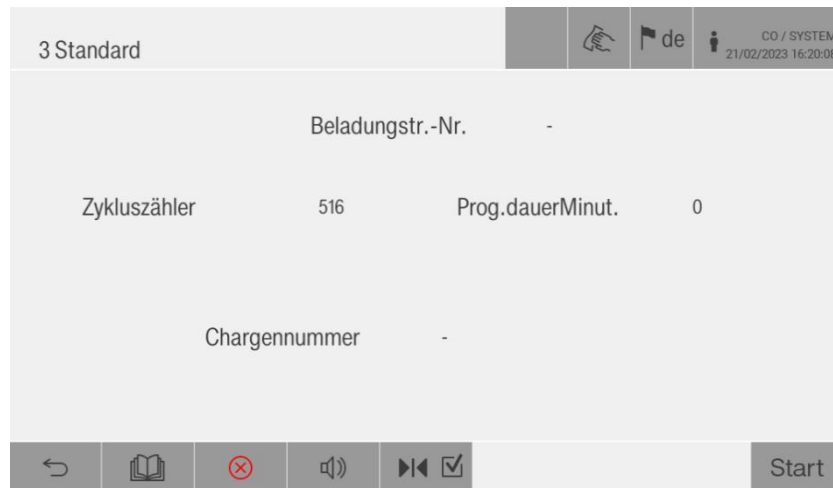 3 Standard
de
CO / SYSTEM
21/02/2023 16:20:08
Beladungstr.-Nr. -
Zykluszähler 516 Prog.dauerMinut. 0
Chargennummer -
Start